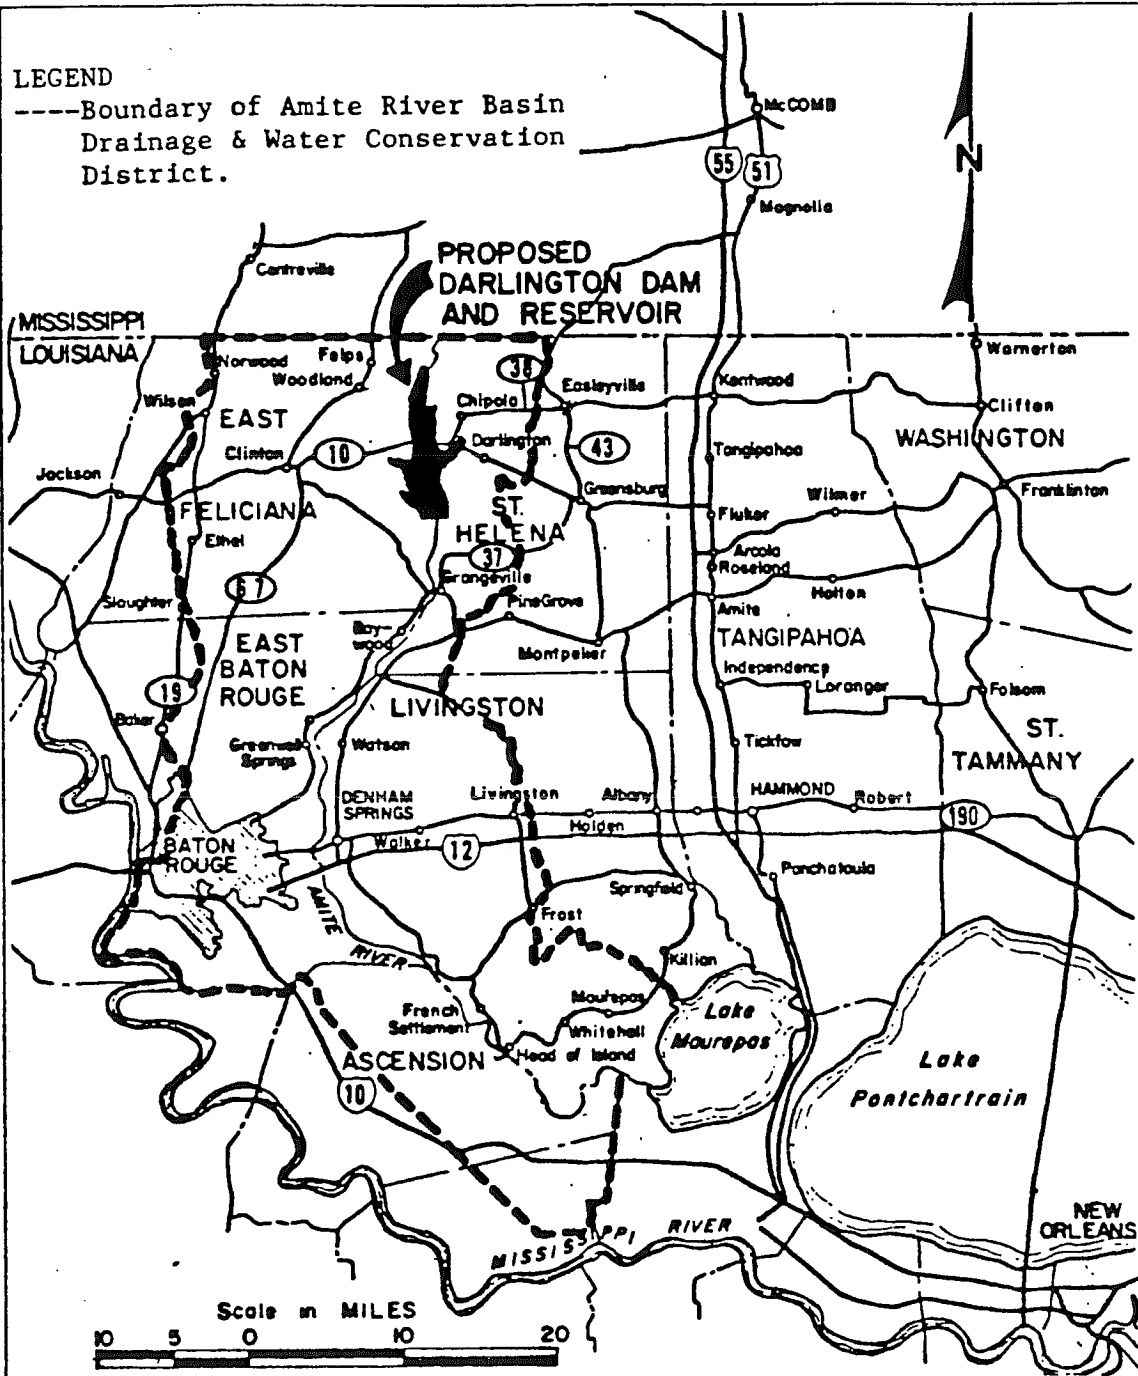 LEGEND
----Boundary of Amite River Basin
Drainage & Water Conservation
District.
McCOMB
55
51
N
Magnolia
Centreville
PROPOSED
DARLINGTON DAM
AND RESERVOIR
MISSISSIPPI
LOUISIANA
Norwood
Felps
Woodland
38
Warnerton
Kentwood
Easleyville
Wilson
EAST
Chipola
Clifton
Darlington
WASHINGTON
Clinton
10
43
Tangipahoa
Jackson
Greensburg
Wilmer
Franklinton
FELICIANA
ST.
HELENA
Fluker
Ethel
37
Arcola
Roseland
67
Grangeville
Holton
Slaughter
Pine Grove
Amite
EAST
BATON
ROUGE
Bay-
wood
Montpelier
TANGIPAHOA
Independence
19
LIVINGSTON
Loranger
Folsom
Baker
ST.
TAMMANY
Greenwell
Springs
Watson
Tickfaw
DENHAM
SPRINGS
Livingston
Albany
HAMMOND
Robert
190
Holden
BATON
ROUGE
Walker
12
Ponchatoula
Springfield
AMITE
RIVER
Frost
Killian
French
Settlement
Maurepas
Whitehall
Lake
Maurepas
ASCENSION
Head of Island
Lake
Pontchartrain
10
NEW
ORLEANS
MISSISSIPPI RIVER
Scale in MILES
10 5 0 10 20